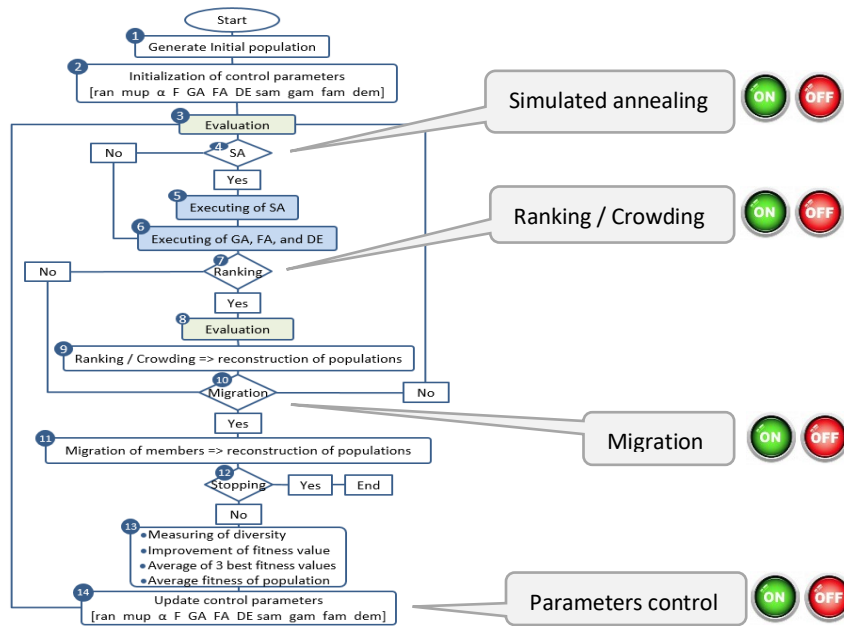 Start
1
Generate Initial population
2
Initialization of control parameters
[ran mup α F GA FA DE sam gam fam dem]
3
Evaluation
Simulated annealing
ON
OFF
4
SA
No
Yes
5
Executing of SA
6
Executing of GA, FA, and DE
Ranking / Crowding
ON
OFF
7
Ranking
No
Yes
8
Evaluation
9
Ranking / Crowding => reconstruction of populations
10
Migration
No
Yes
Migration
ON
OFF
11
Migration of members => reconstruction of populations
12
Stopping
Yes
End
No
13
•Measuring of diversity
•Improvement of fitness value
•Average of 3 best fitness values
•Average fitness of population
14
Update control parameters
[ran mup α F GA FA DE sam gam fam dem]
Parameters control
ON
OFF